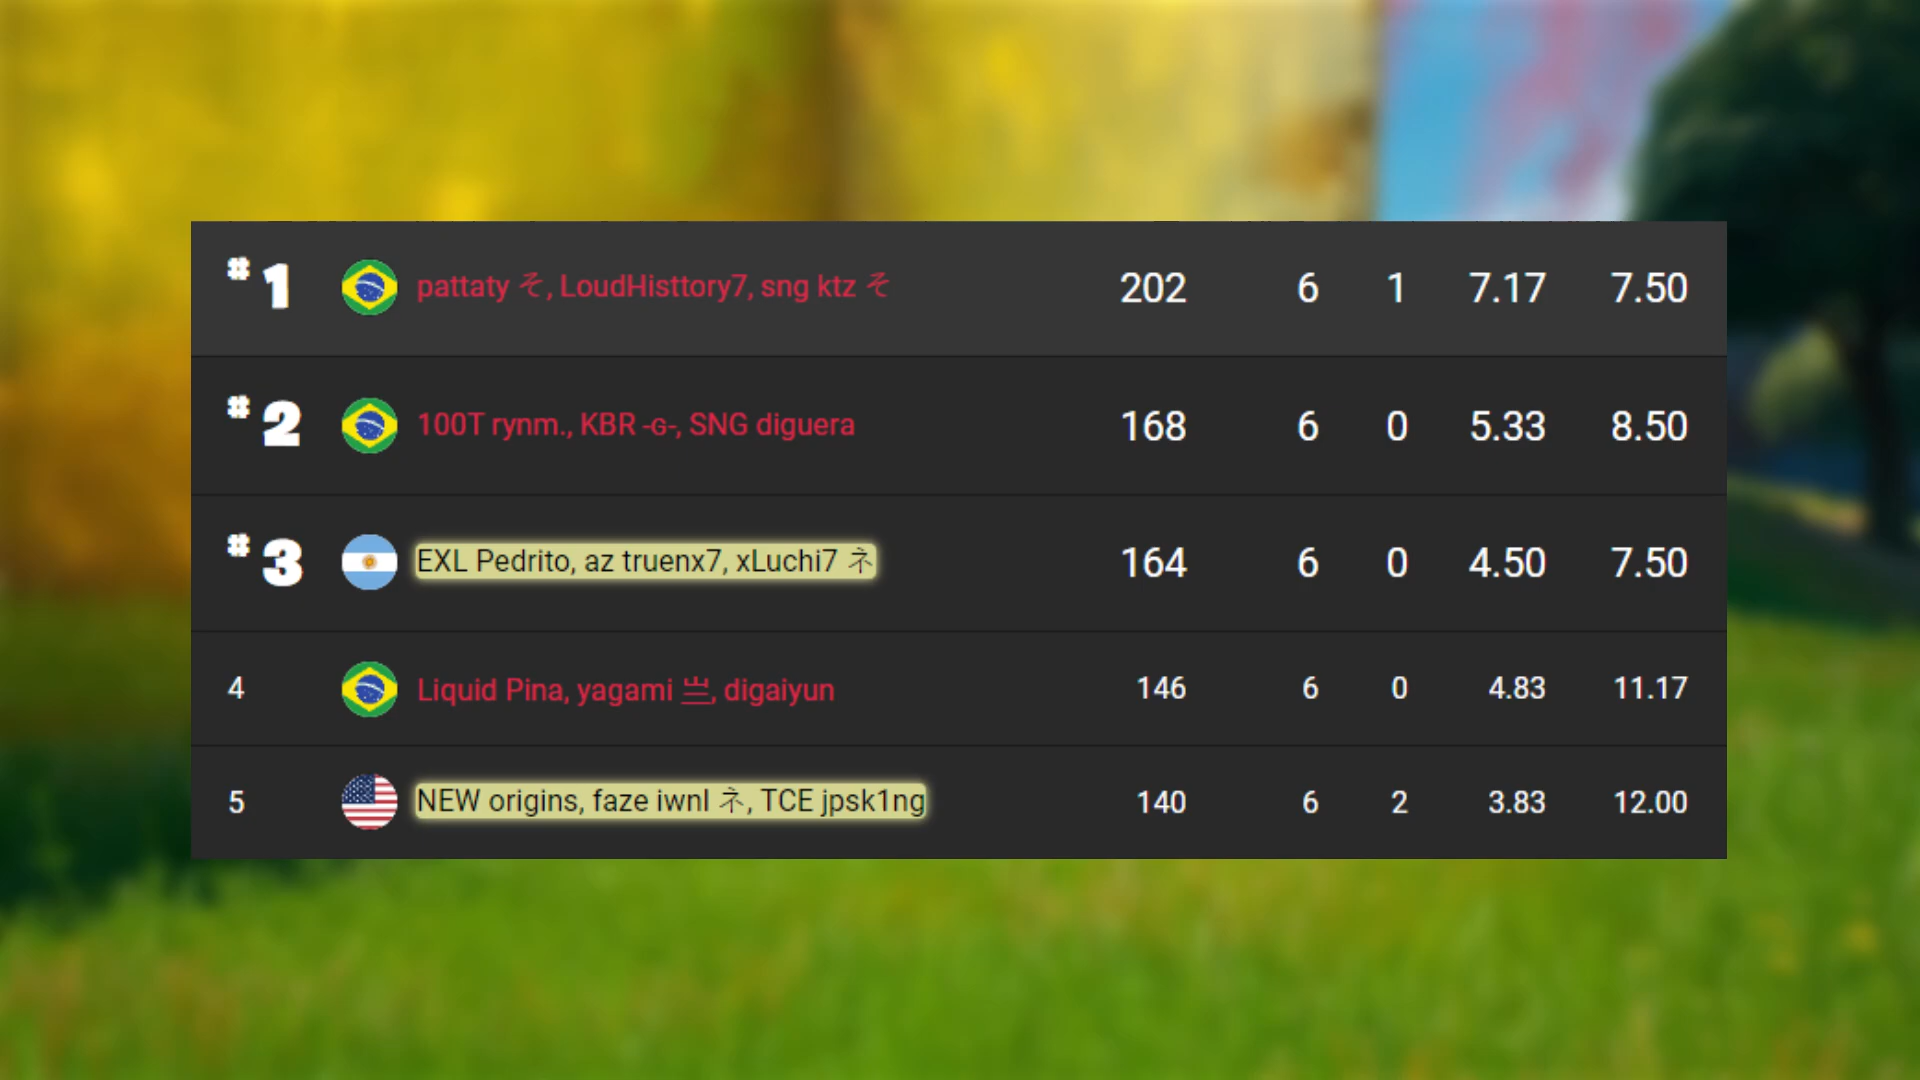 #1 pattaty そ, LoudHisttory7, sng ktz そ 202 6 1 7.17 7.50
#2 100T rynm., KBR -ɢ-, SNG diguera 168 6 0 5.33 8.50
#3 EXL Pedrito, az truenx7, xLuchi7 ネ 164 6 0 4.50 7.50
4 Liquid Pina, yagami 亗, digaiyun 146 6 0 4.83 11.17
5 NEW origins, faze iwnl ネ, TCE jpsk1ng 140 6 2 3.83 12.00